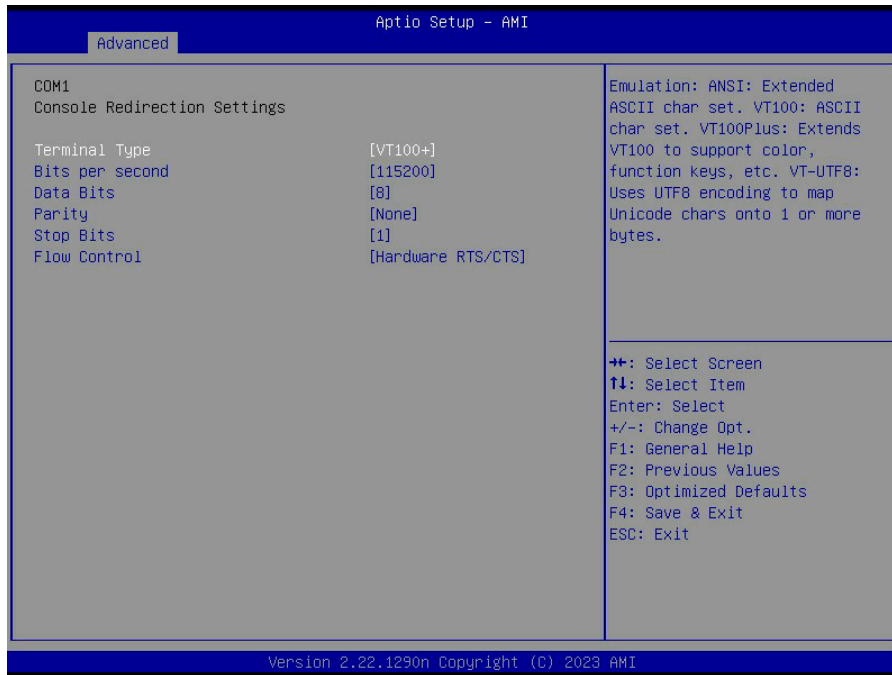 Aptio Setup – AMI
Advanced
COM1
Console Redirection Settings
Terminal Type [VT100+]
Bits per second [115200]
Data Bits [8]
Parity [None]
Stop Bits [1]
Flow Control [Hardware RTS/CTS]
Emulation: ANSI: Extended
ASCII char set. VT100: ASCII
char set. VT100Plus: Extends
VT100 to support color,
function keys, etc. VT-UTF8:
Uses UTF8 encoding to map
Unicode chars onto 1 or more
bytes.
→←: Select Screen
↑↓: Select Item
Enter: Select
+/-: Change Opt.
F1: General Help
F2: Previous Values
F3: Optimized Defaults
F4: Save & Exit
ESC: Exit
Version 2.22.1290n Copyright (C) 2023 AMI